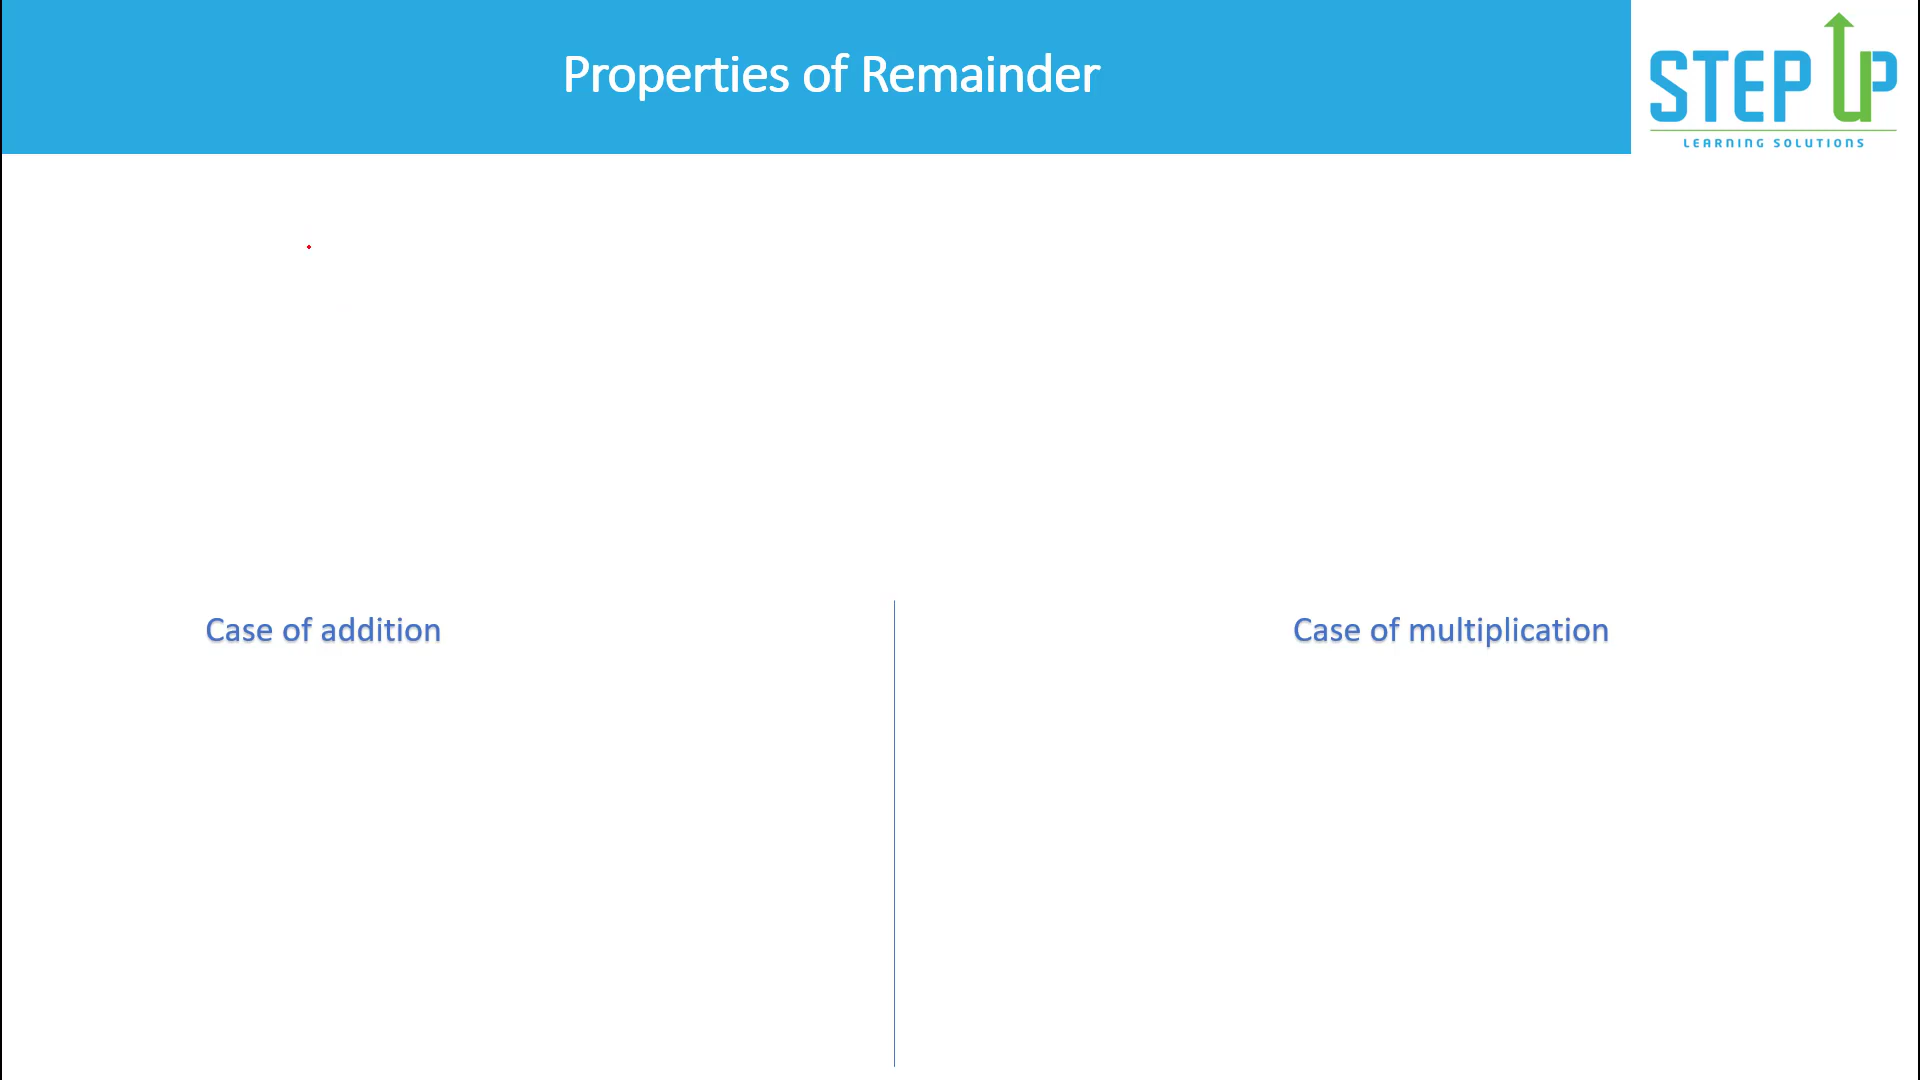 Properties of Remainder
STEP UP
LEARNING SOLUTIONS
Case of addition
Case of multiplication